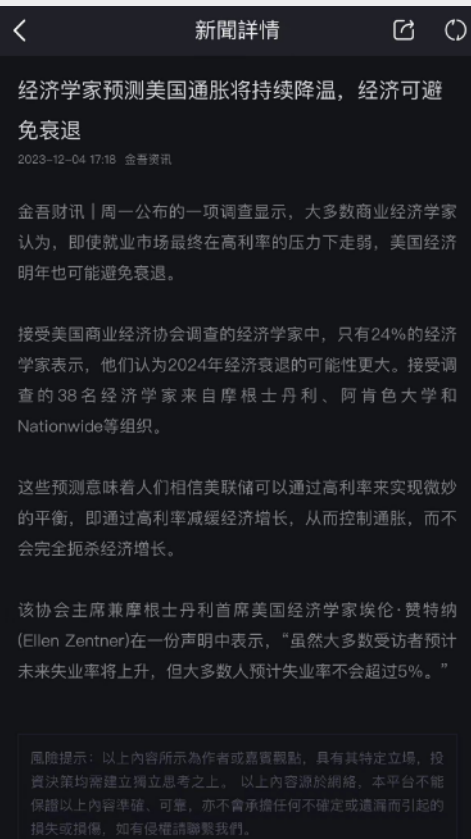 新聞詳情
经济学家预测美国通胀将持续降温，经济可避
免衰退
2023-12-04 17:18 金吾资讯
金吾财讯 | 周一公布的一项调查显示，大多数商业经济学家
认为，即使就业市场最终在高利率的压力下走弱，美国经济
明年也可能避免衰退。
接受美国商业经济协会调查的经济学家中，只有24%的经济
学家表示，他们认为2024年经济衰退的可能性更大。接受调
查的38名经济学家来自摩根士丹利、阿肯色大学和
Nationwide等组织。
这些预测意味着人们相信美联储可以通过高利率来实现微妙
的平衡，即通过高利率减缓经济增长，从而控制通胀，而不
会完全扼杀经济增长。
该协会主席兼摩根士丹利首席美国经济学家埃伦·赞特纳
(Ellen Zentner)在一份声明中表示，“虽然大多数受访者预计
未来失业率将上升，但大多数人预计失业率不会超过5%。”
風險提示：以上內容所示為作者或嘉賓觀點，具有其特定立場，投
資決策均需建立獨立思考之上。 以上內容源於網絡，本平台不能
保證以上內容準確、可靠，亦不會承擔任何不確定或遺漏而引起的
損失或損傷，如有侵權請聯繫我們。